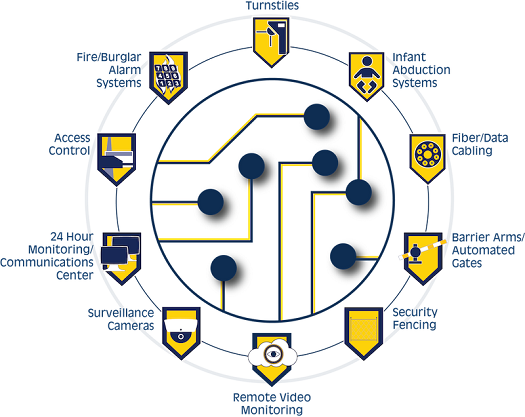 Turnstiles
Fire/Burglar
Alarm
Systems
Infant
Abduction
Systems
Access
Control
Fiber/Data
Cabling
24 Hour
Monitoring/
Communications
Center
Barrier Arms/
Automated
Gates
Surveillance
Cameras
Security
Fencing
Remote Video
Monitoring